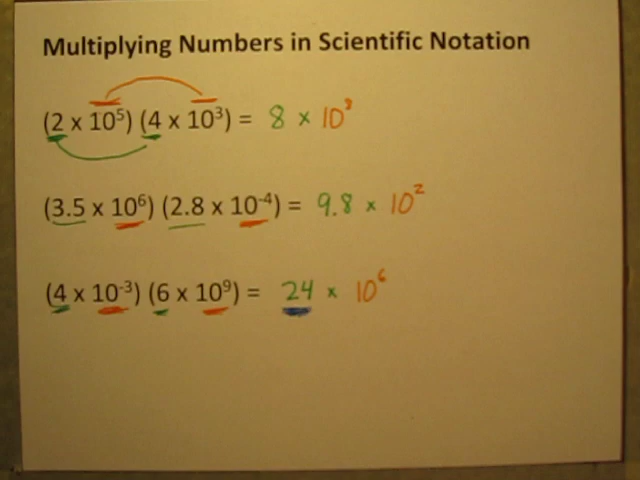 Multiplying Numbers in Scientific Notation
(2 x 10⁵) (4 x 10³) = 8 x 10⁸
(3.5 x 10⁶) (2.8 x 10⁻⁴) = 9.8 x 10²
(4 x 10⁻³) (6 x 10⁹) = 24 x 10⁶